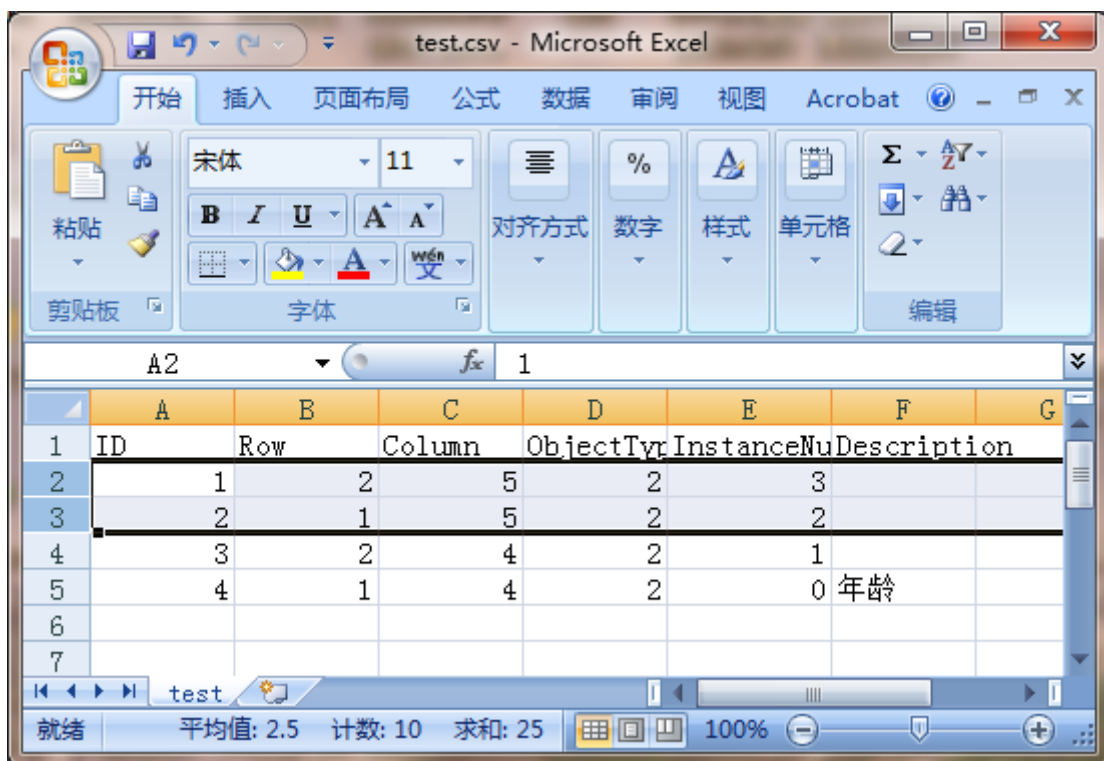 test.csv - Microsoft Excel
开始 插入 页面布局 公式 数据 审阅 视图 Acrobat
宋体 11
粘贴 B I U A A 对齐方式 % 数字 样式 单元格 Σ A Z
A wén 文
剪贴板 字体 编辑
A2 fx 1
A B C D E F G
1 ID Row Column ObjectTyp InstanceNu Description
2 1 2 5 2 3
3 2 1 5 2 2
4 3 2 4 2 1
5 4 1 4 2 0 年龄
6
7
test
就绪 平均值: 2.5 计数: 10 求和: 25 100%